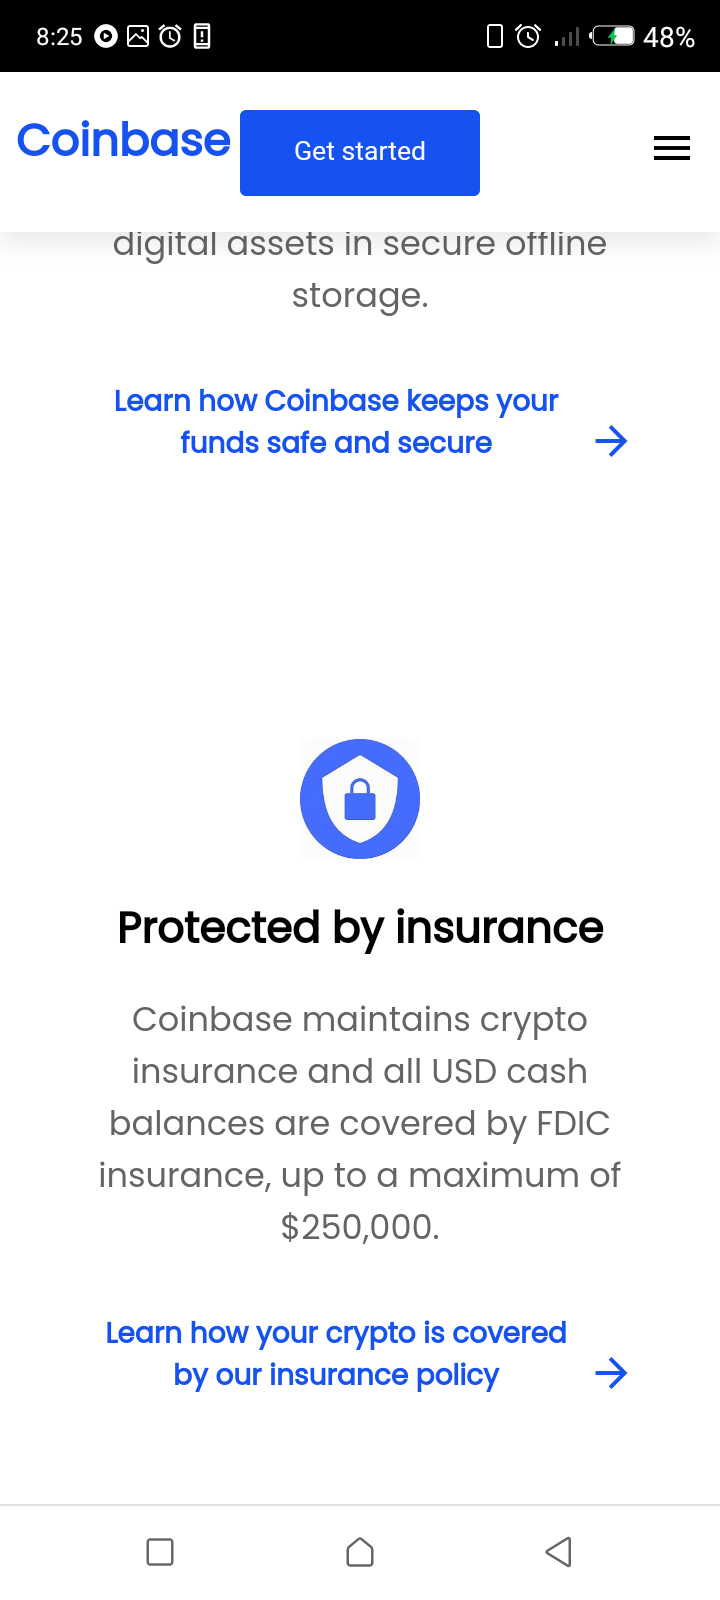 8:25
48%
Coinbase
Get started
digital assets in secure offline
storage.
Learn how Coinbase keeps your
funds safe and secure
Protected by insurance
Coinbase maintains crypto
insurance and all USD cash
balances are covered by FDIC
insurance, up to a maximum of
$250,000.
Learn how your crypto is covered
by our insurance policy